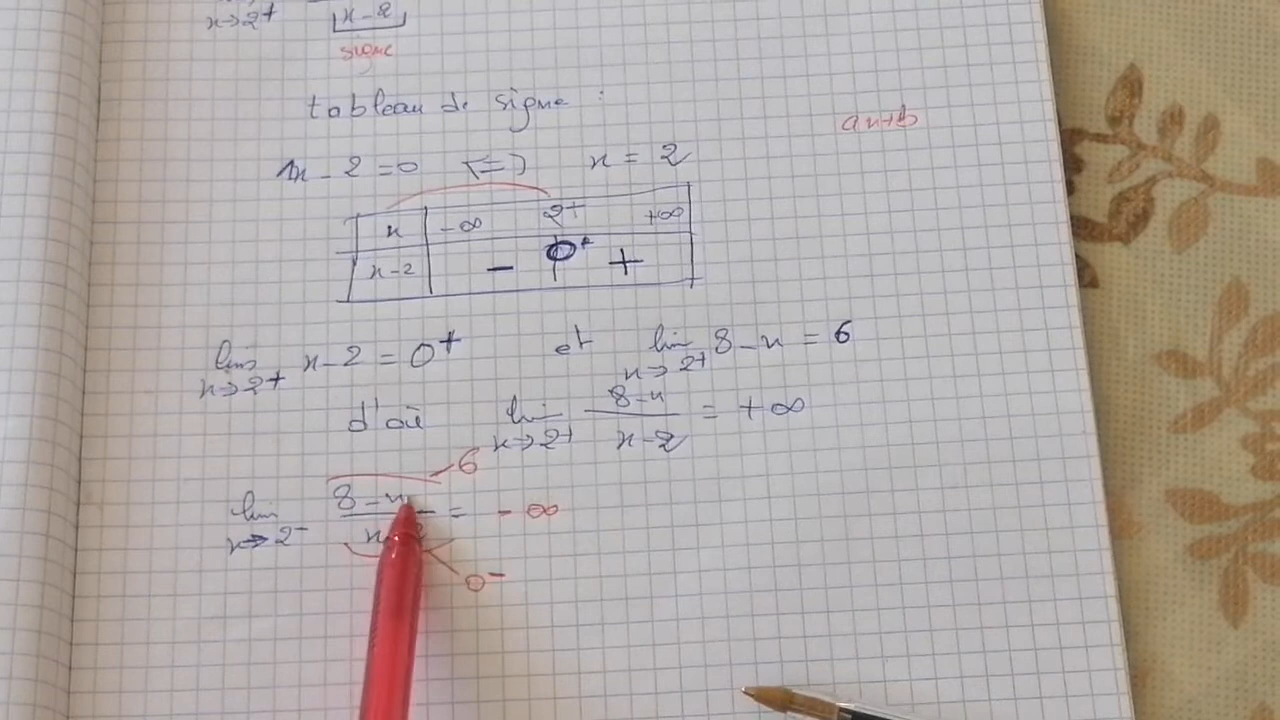 x→2⁺ x-2
signe
tableau de signe :
ax+b
1x - 2 = 0 <=> x = 2
x -∞ 2⁺ +∞
x-2 - 0⁺ +
lim x→2⁺ x-2 = 0⁺ et lim x→2⁺ 8-x = 6
d'où lim x→2⁺ (8-x)/(x-2) = +∞
6
lim x→2⁻ (8-x)/(x-2) = -∞
0⁻